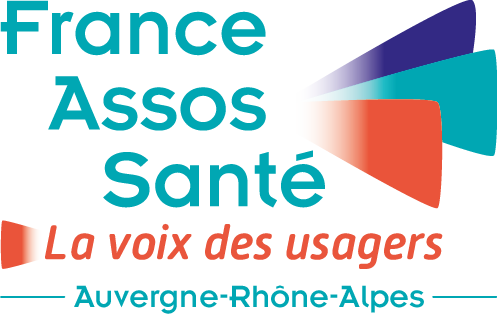 France
Assos
Santé
La voix des usagers
Auvergne-Rhône-Alpes